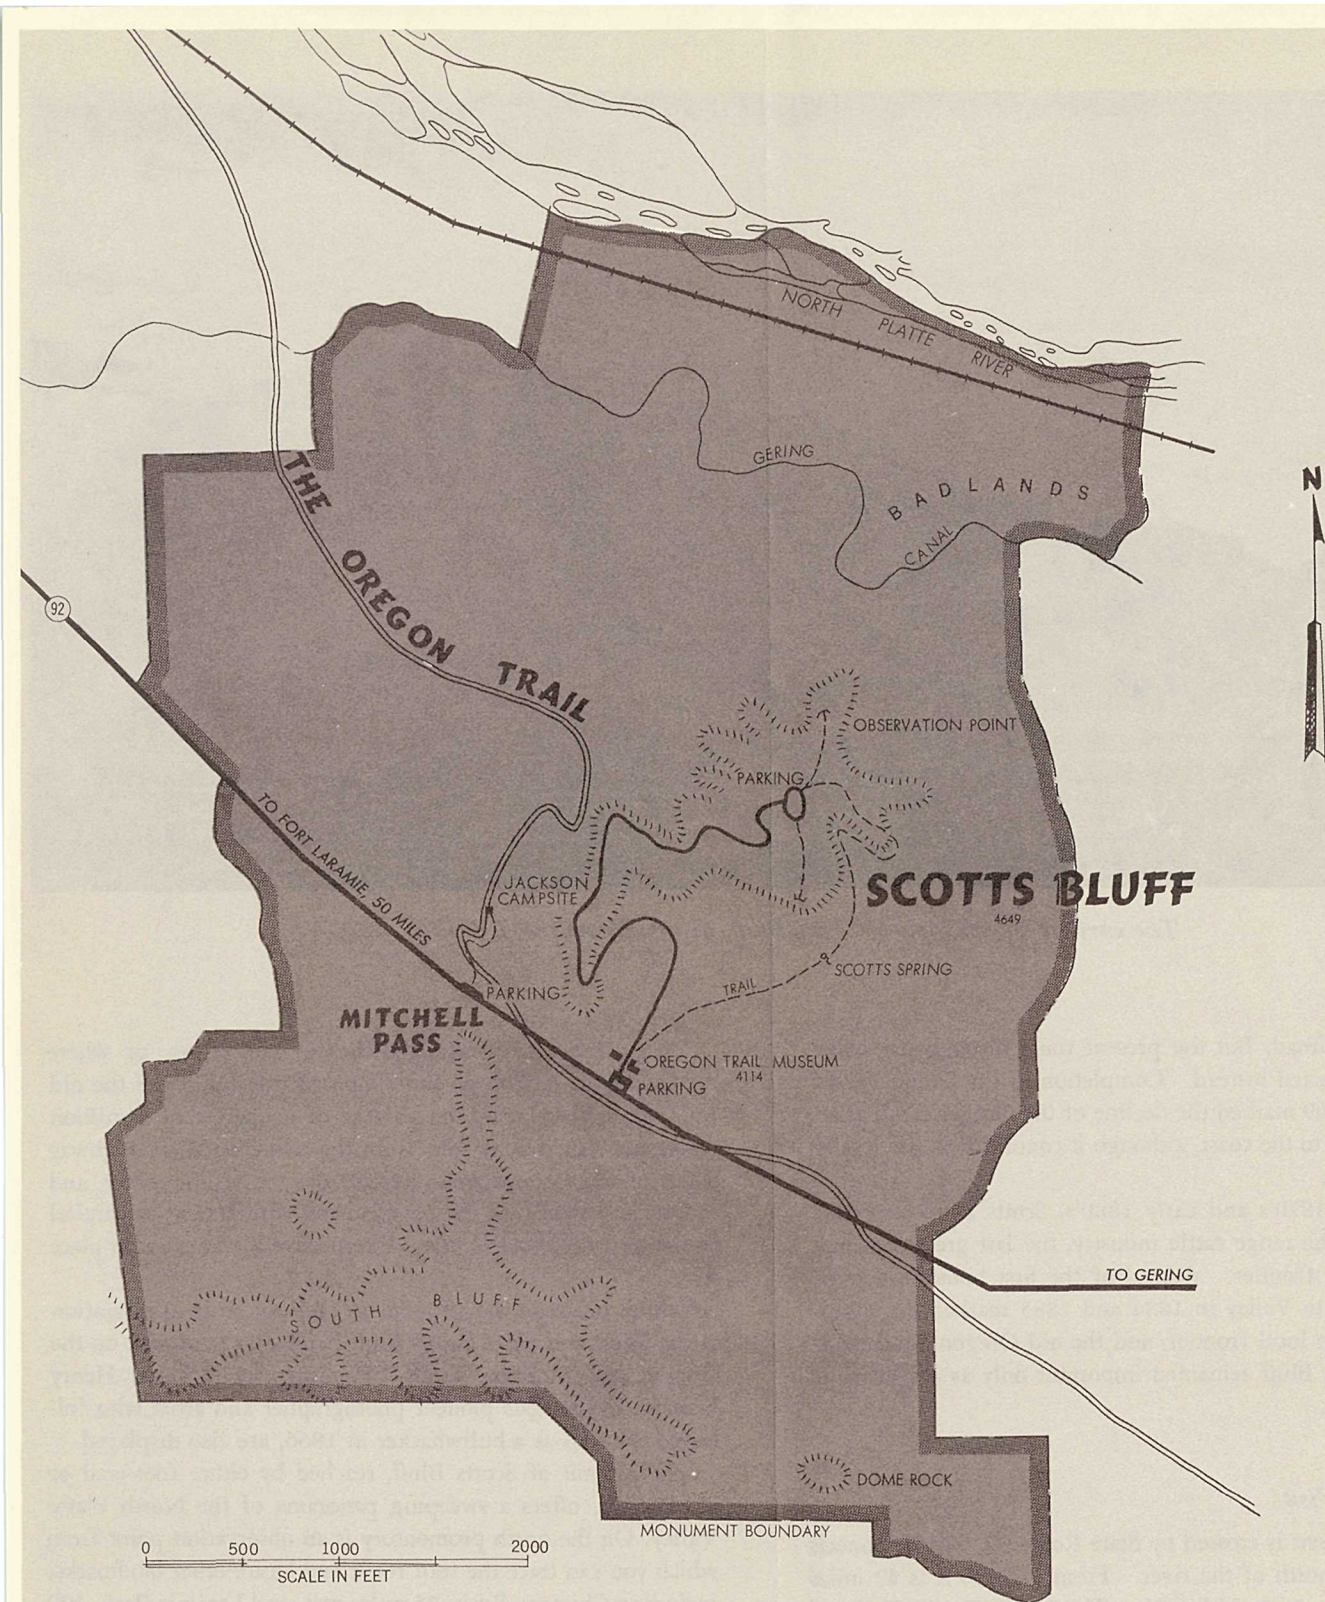 NORTH PLATTE RIVER
GERING
CANAL
BADLANDS
N
THE OREGON TRAIL
92
OBSERVATION POINT
PARKING
TO FORT LARAMIE, 50 MILES
JACKSON
CAMPSITE
SCOTTS BLUFF
4649
SCOTTS SPRING
TRAIL
PARKING
MITCHELL
PASS
OREGON TRAIL MUSEUM
4114
PARKING
TO GERING
SOUTH BLUFF
DOME ROCK
MONUMENT BOUNDARY
0 500 1000 2000
SCALE IN FEET